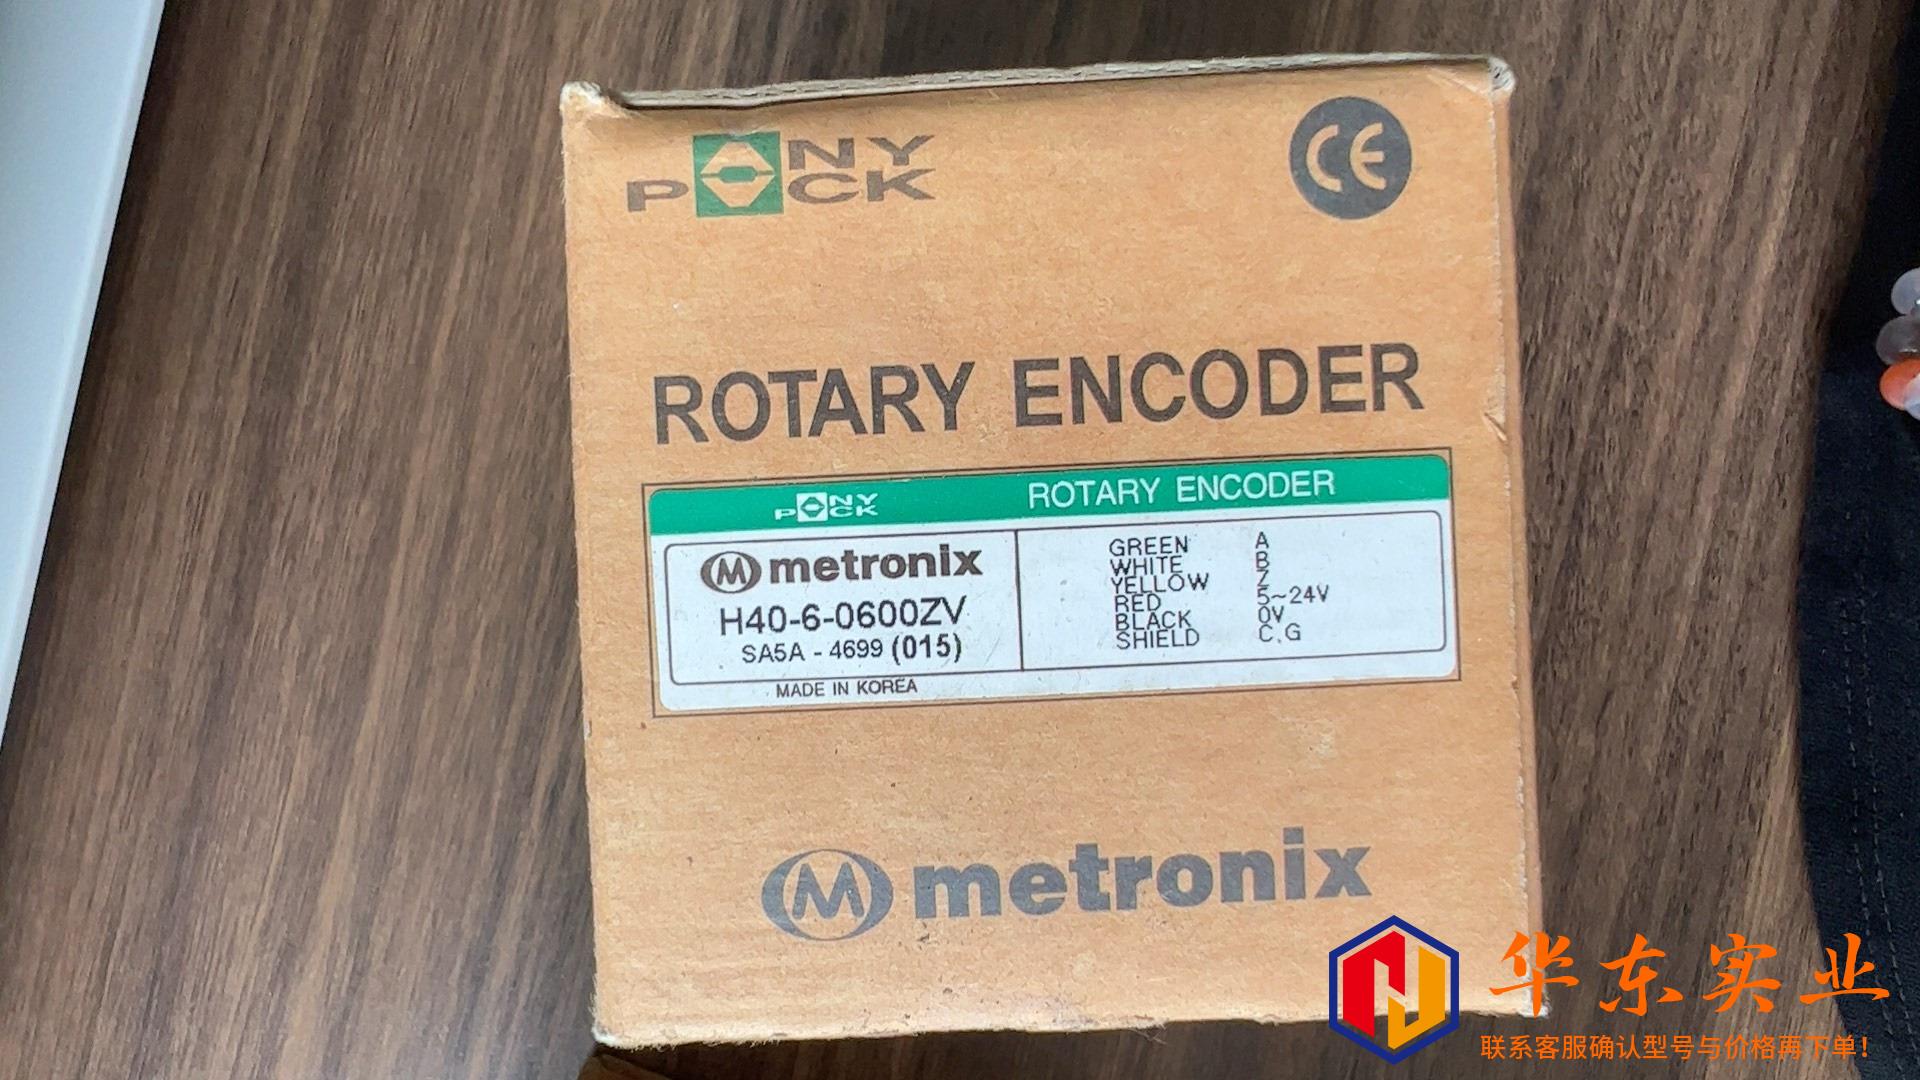 PONY
POCK
CE
ROTARY ENCODER
PONY
POCK
ROTARY ENCODER
M metronix
H40-6-0600ZV
SA5A - 4699 (015)
MADE IN KOREA
GREEN A
WHITE B
YELLOW Z
RED 5~24V
BLACK 0V
SHIELD C.G
M metronix
华东实业
联系客服确认型号与价格再下单！